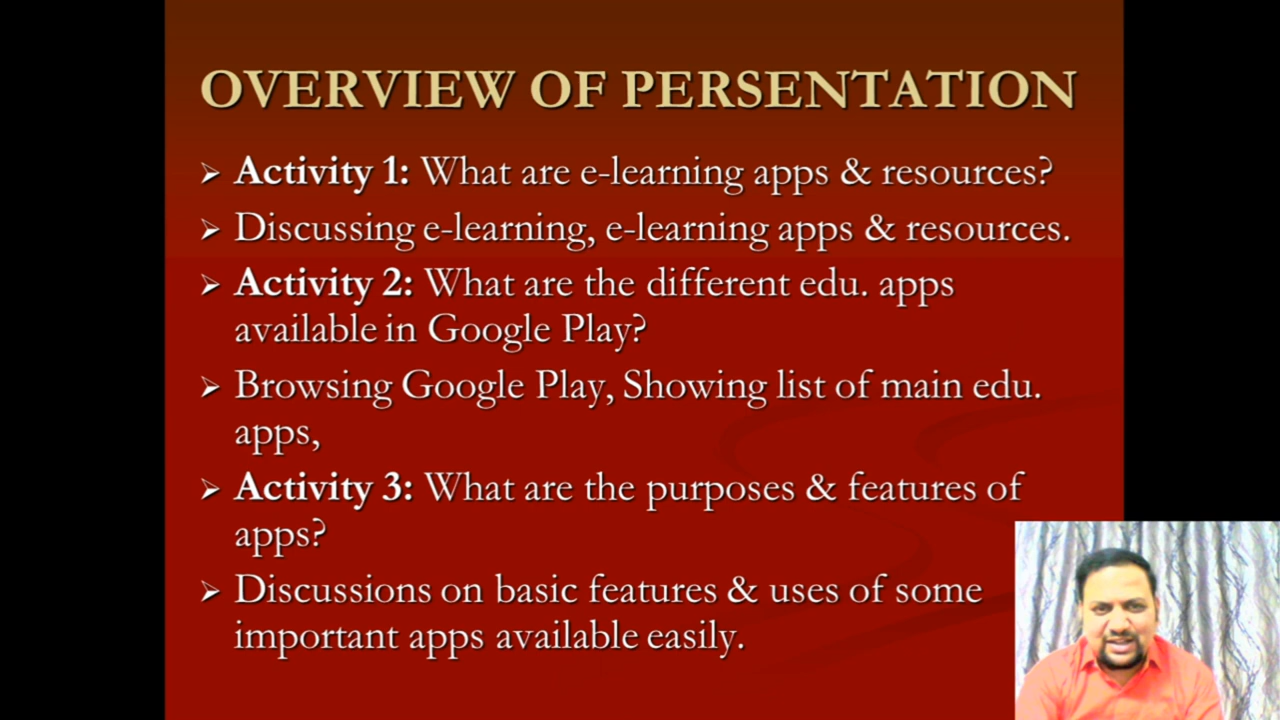 OVERVIEW OF PERSENTATION
➢ Activity 1: What are e-learning apps & resources?
➢ Discussing e-learning, e-learning apps & resources.
➢ Activity 2: What are the different edu. apps
available in Google Play?
➢ Browsing Google Play, Showing list of main edu.
apps,
➢ Activity 3: What are the purposes & features of
apps?
➢ Discussions on basic features & uses of some
important apps available easily.